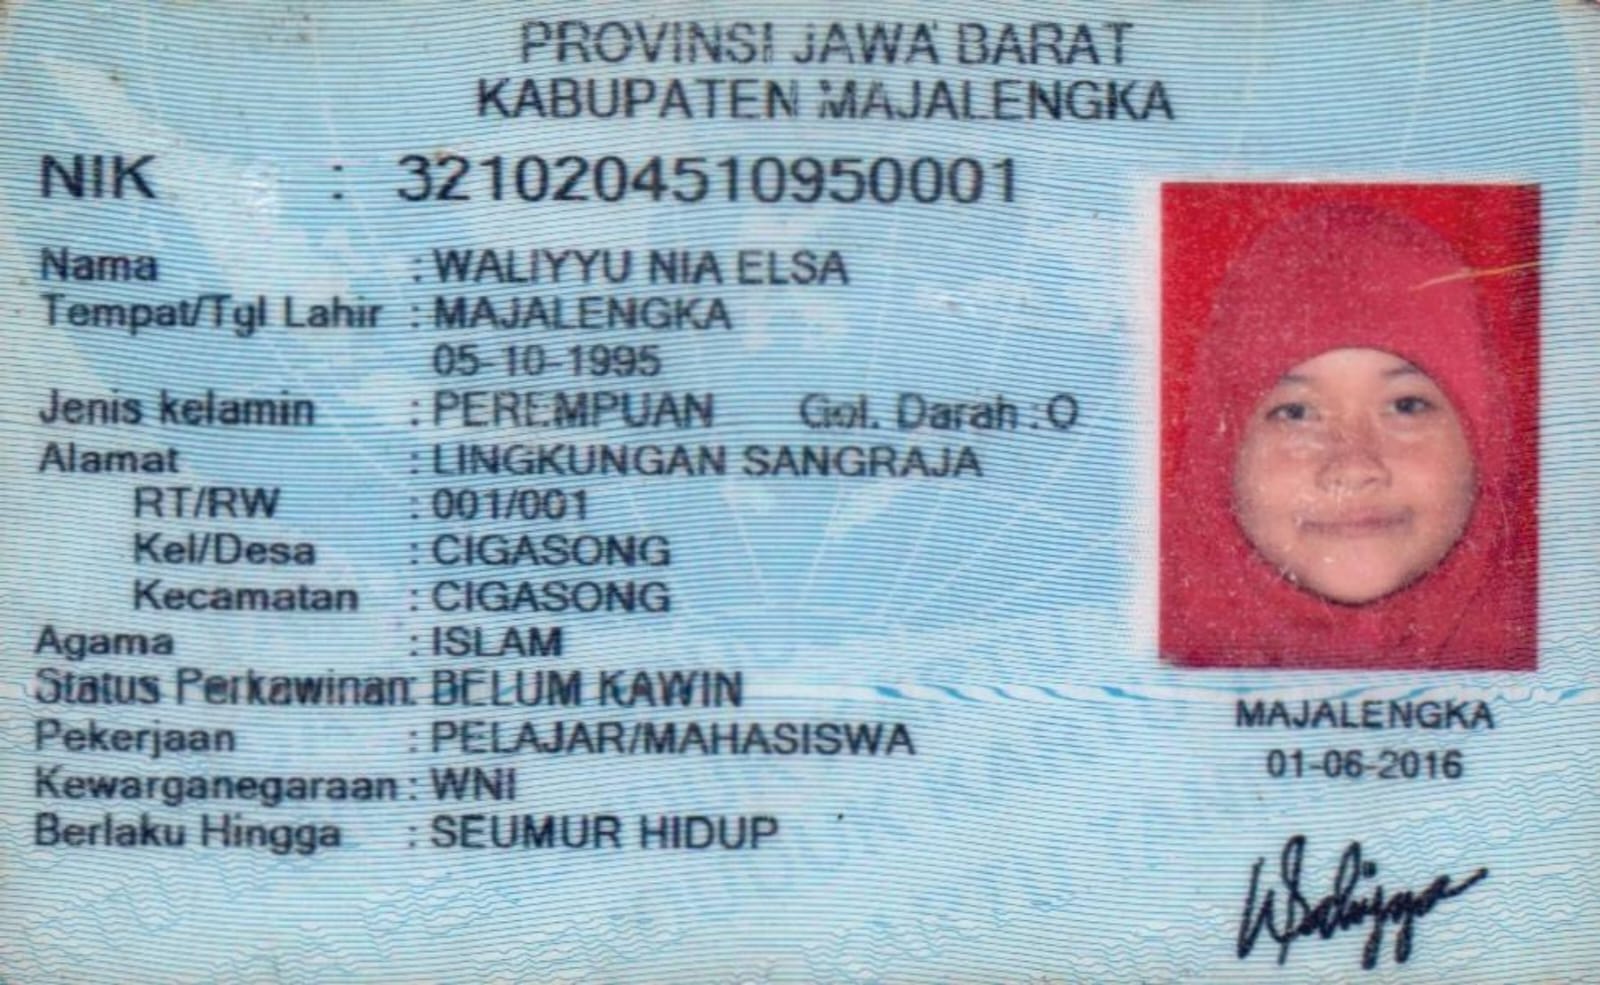 PROVINSI JAWA BARAT
KABUPATEN MAJALENGKA
NIK : 3210204510950001
Nama : WALIYYU NIA ELSA
Tempat/Tgl Lahir : MAJALENGKA
05-10-1995
Jenis kelamin : PEREMPUAN Gol. Darah : O
Alamat : LINGKUNGAN SANGRAJA
RT/RW : 001/001
Kel/Desa : CIGASONG
Kecamatan : CIGASONG
Agama : ISLAM
Status Perkawinan: BELUM KAWIN
Pekerjaan : PELAJAR/MAHASISWA
Kewarganegaraan : WNI
Berlaku Hingga : SEUMUR HIDUP
MAJALENGKA
01-06-2016